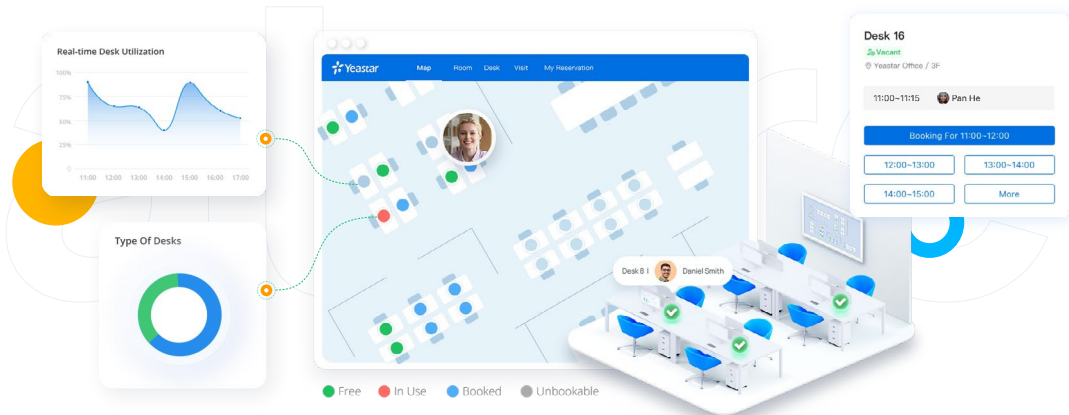 Real-time Desk Utilization
100%
75%
50%
25%
0
11:00 12:00 13:00 14:00 15:00 16:00 17:00
Type Of Desks
Yeastar
Map Room Desk Visit My Reservation
Free In Use Booked Unbookable
Desk 8 1 Daniel Smith
Desk 16
Vacant
Yeastar Office / 3F
11:00~11:15 Pan He
Booking For 11:00~12:00
12:00~13:00 13:00~14:00
14:00~15:00 More